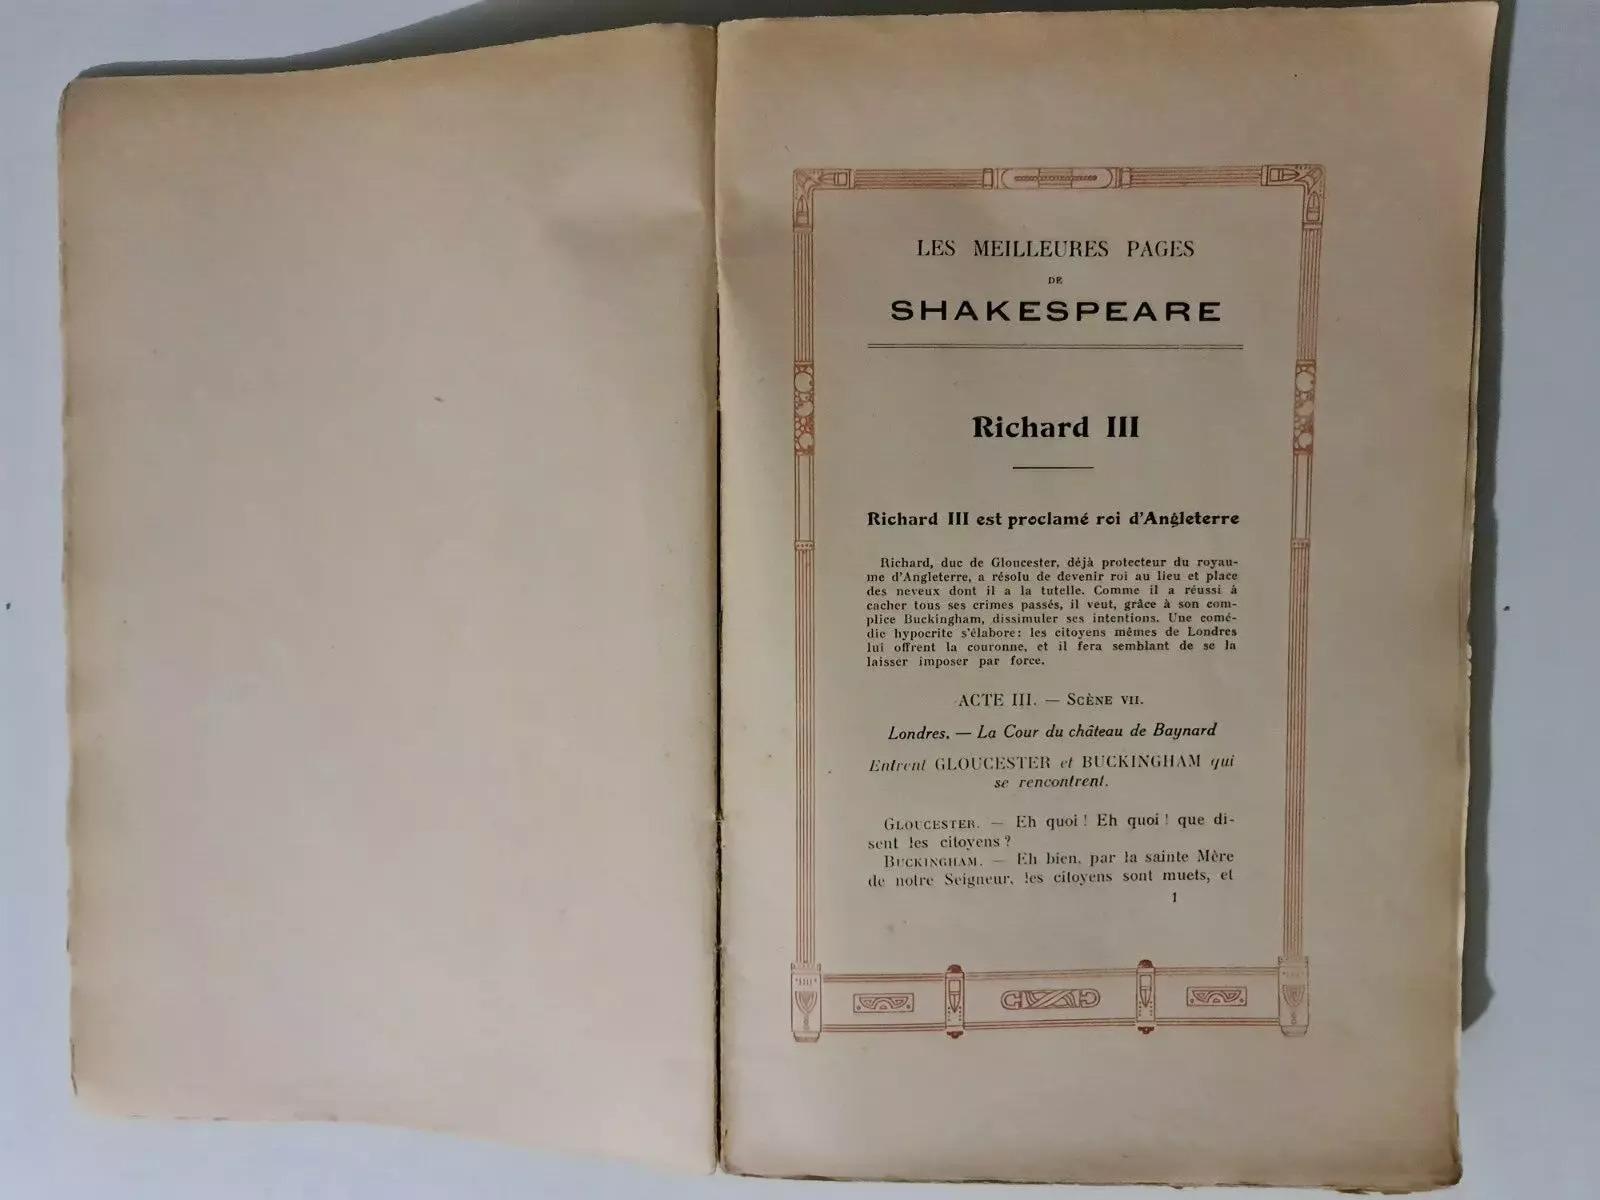 LES MEILLEURES PAGES
DE
SHAKESPEARE
Richard III
Richard III est proclamé roi d'Angleterre
Richard, duc de Gloucester, déjà protecteur du royau-
me d'Angleterre, a résolu de devenir roi au lieu et place
des neveux dont il a la tutelle. Comme il a réussi à
cacher tous ses crimes passés, il veut, grâce à son com-
plice Buckingham, dissimuler ses intentions. Une comé-
die hypocrite s'élabore: les citoyens mêmes de Londres
lui offrent la couronne, et il fera semblant de se la
laisser imposer par force.
ACTE III. — SCÈNE VII.
Londres. — La Cour du château de Baynard
Entrent GLOUCESTER et BUCKINGHAM qui
se rencontrent.
GLOUCESTER. — Eh quoi ! Eh quoi ! que di-
sent les citoyens ?
BUCKINGHAM. — Eh bien, par la sainte Mère
de notre Seigneur, les citoyens sont muets, et
1